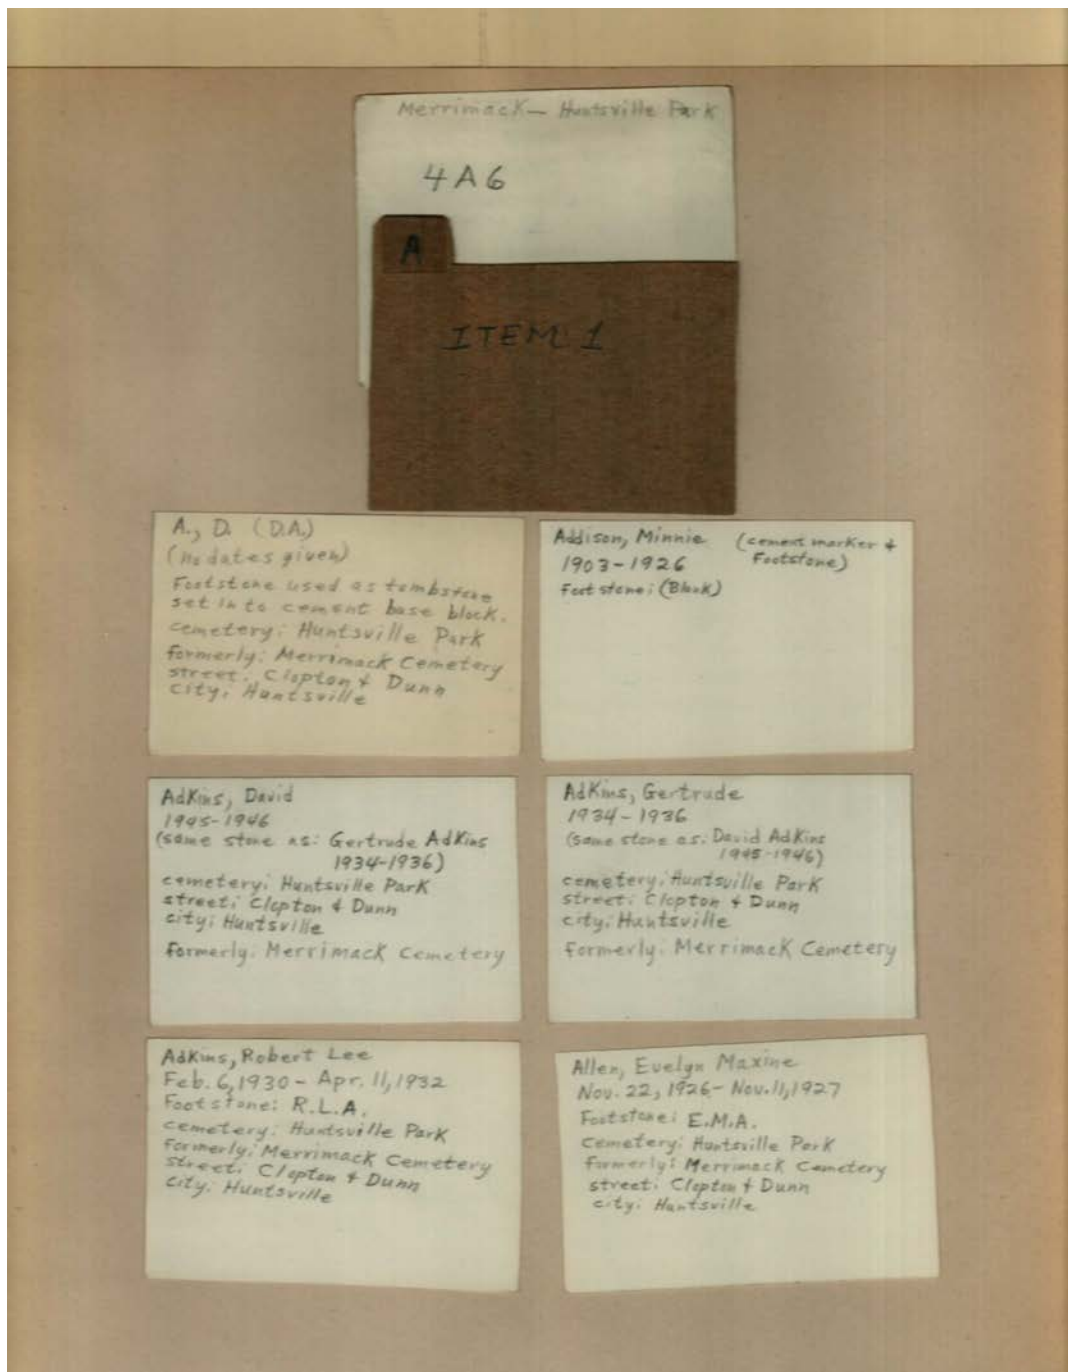 Merrimack— Huntsville Park
4A6
A
ITEM 1
A., D. (D.A.)
(no dates given)
Footstone used as tombstone
set in to cement base block.
cemetery: Huntsville Park
formerly: Merrimack Cemetery
street: Clopton & Dunn
city: Huntsville
Addison, Minnie (cement marker &
Footstone)
1903-1926
Foot stone: (Blank)
Adkins, David
1945-1946
(same stone as: Gertrude Adkins
1934-1936)
cemetery: Huntsville Park
street: Clopton & Dunn
city: Huntsville
formerly: Merrimack Cemetery
Adkins, Gertrude
1934-1936
(same stone as: David Adkins
1945-1946)
cemetery: Huntsville Park
street: Clopton & Dunn
city: Huntsville
formerly: Merrimack Cemetery
Adkins, Robert Lee
Feb. 6, 1930 - Apr. 11, 1932
Footstone: R.L.A.
cemetery: Huntsville Park
formerly: Merrimack Cemetery
street: Clopton & Dunn
city: Huntsville
Allen, Evelyn Maxine
Nov. 22, 1926 - Nov. 11, 1927
Footstone: E.M.A.
cemetery: Huntsville Park
formerly: Merrimack Cemetery
street: Clopton & Dunn
city: Huntsville